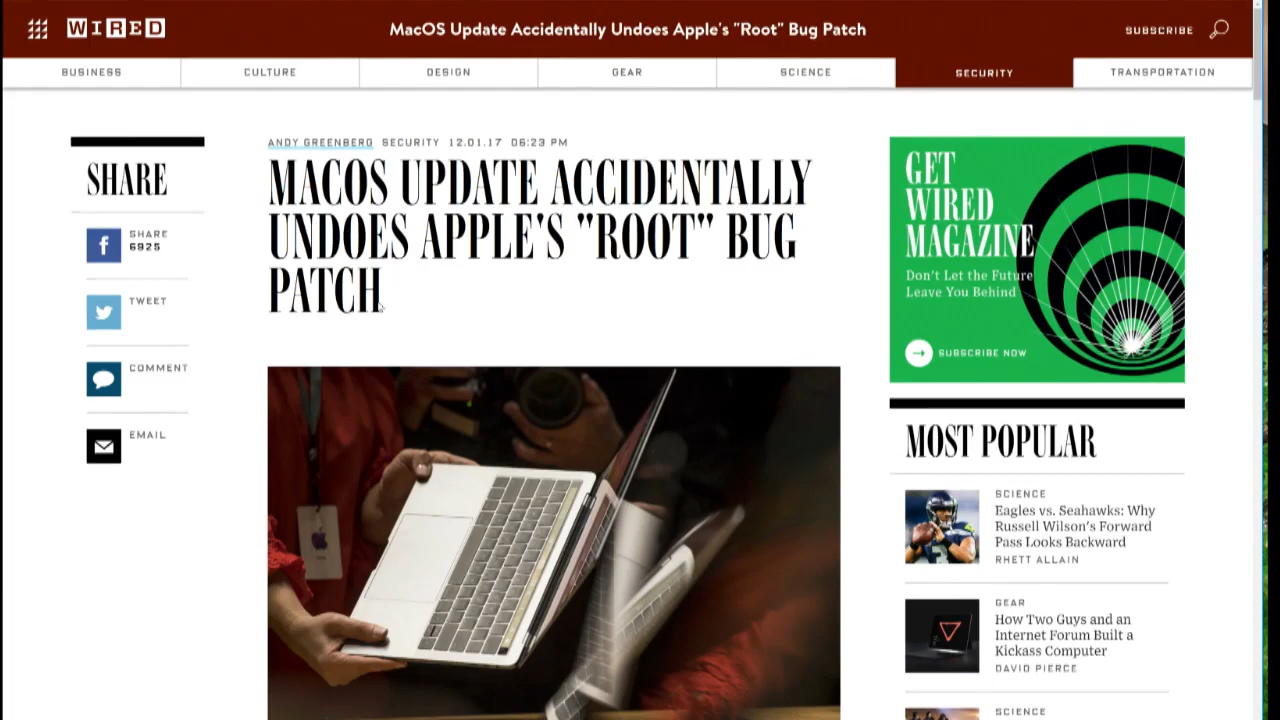 WIRED
MacOS Update Accidentally Undoes Apple's "Root" Bug Patch
SUBSCRIBE
BUSINESS
CULTURE
DESIGN
GEAR
SCIENCE
SECURITY
TRANSPORTATION
SHARE
SHARE
6925
TWEET
COMMENT
EMAIL
ANDY GREENBERG SECURITY 12.01.17 06:23 PM
MACOS UPDATE ACCIDENTALLY
UNDOES APPLE'S "ROOT" BUG
PATCH
GET
WIRED
MAGAZINE
Don't Let the Future
Leave You Behind
SUBSCRIBE NOW
MOST POPULAR
SCIENCE
Eagles vs. Seahawks: Why
Russell Wilson's Forward
Pass Looks Backward
RHETT ALLAIN
GEAR
How Two Guys and an
Internet Forum Built a
Kickass Computer
DAVID PIERCE
SCIENCE